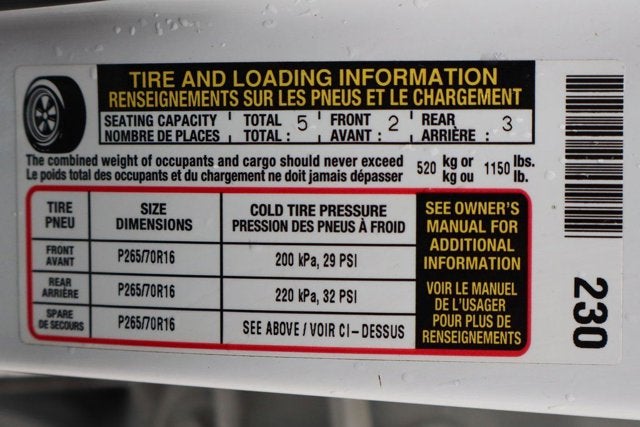 TIRE AND LOADING INFORMATION
RENSEIGNEMENTS SUR LES PNEUS ET LE CHARGEMENT
SEATING CAPACITY TOTAL 5 FRONT 2 REAR 3
NOMBRE DE PLACES TOTAL : AVANT : ARRIÈRE :
The combined weight of occupants and cargo should never exceed 520 kg or 1150 lbs.
Le poids total des occupants et du chargement ne doit jamais dépasser kg ou lb.
TIRE SIZE COLD TIRE PRESSURE
PNEU DIMENSIONS PRESSION DES PNEUS À FROID
FRONT P265/70R16 200 kPa, 29 PSI
AVANT
REAR P265/70R16 220 kPa, 32 PSI
ARRIÈRE
SPARE P265/70R16 SEE ABOVE / VOIR CI-DESSUS
DE SECOURS
SEE OWNER'S
MANUAL FOR
ADDITIONAL
INFORMATION
VOIR LE MANUEL
DE L'USAGER
POUR PLUS DE
RENSEIGNEMENTS
230